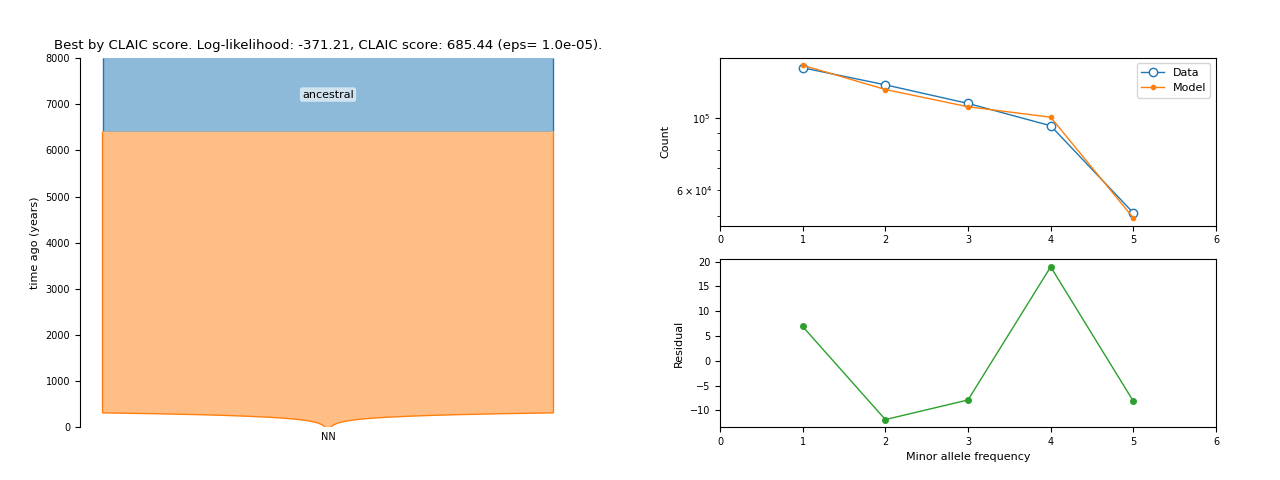 Best by CLAIC score. Log-likelihood: -371.21, CLAIC score: 685.44 (eps= 1.0e-05).
8000
7000
6000
5000
4000
3000
2000
1000
0
time ago (years)
ancestral
NN
Data
Model
10^5
6 × 10^4
Count
0 1 2 3 4 5 6
20
15
10
5
0
−5
−10
Residual
0 1 2 3 4 5 6
Minor allele frequency